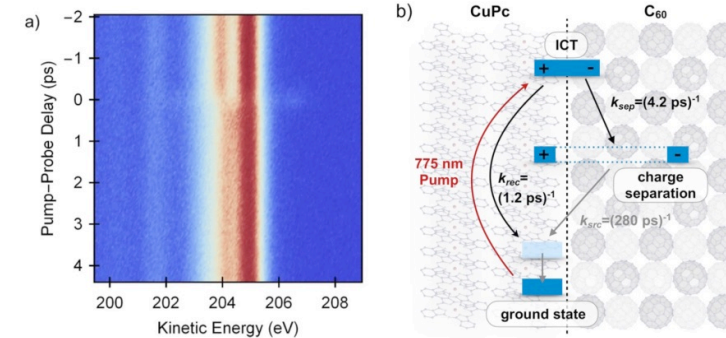 a)
Pump–Probe Delay (ps)
−2
−1
0
1
2
3
4
200
202
204
206
208
Kinetic Energy (eV)
b)
CuPc
C60
ICT
+
-
ksep=(4.2 ps)-1
775 nm
Pump
+
-
krec=
(1.2 ps)-1
charge
separation
ksrc=(280 ps)-1
ground state